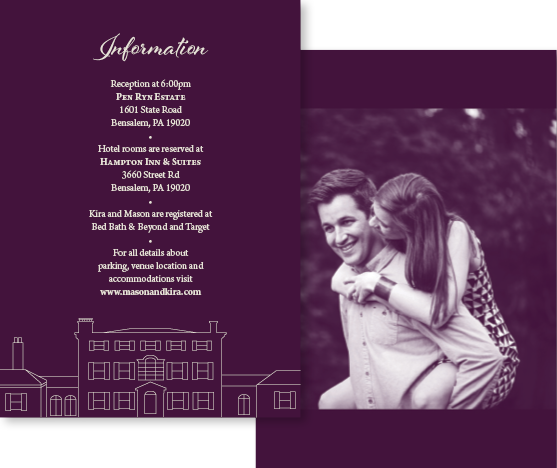 Information
Reception at 6:00pm
Pen Ryn Estate
1601 State Road
Bensalem, PA 19020
•
Hotel rooms are reserved at
Hampton Inn & Suites
3660 Street Rd
Bensalem, PA 19020
•
Kira and Mason are registered at
Bed Bath & Beyond and Target
•
For all details about
parking, venue location and
accommodations visit
www.masonandkira.com